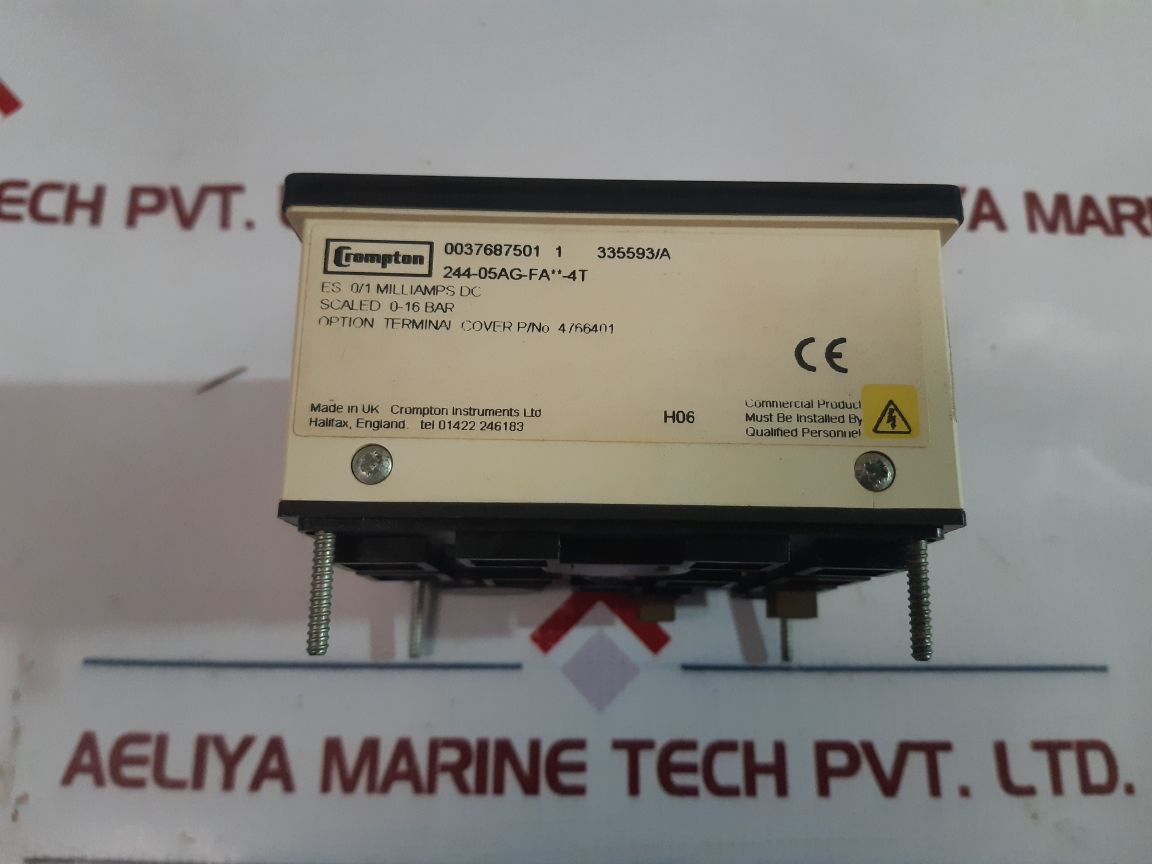 TECH PVT.
A MAR
Crompton
0037687501 1 335593/A
244-05AG-FA**-4T
ES 0/1 MILLIAMPS DC
SCALED 0-16 BAR
OPTION TERMINAL COVER P/No 4766401
CE
Made in UK Crompton Instruments Ltd
Halifax, England. tel 01422 246183
H06
Commercial Product
Must Be Installed By
Qualified Personnel
AELIYA MARINE TECH PVT. LTD.